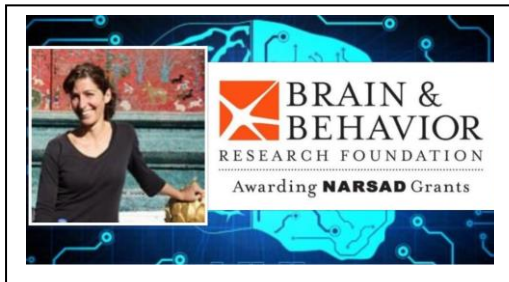 BRAIN &
BEHAVIOR
RESEARCH FOUNDATION
Awarding NARSAD Grants